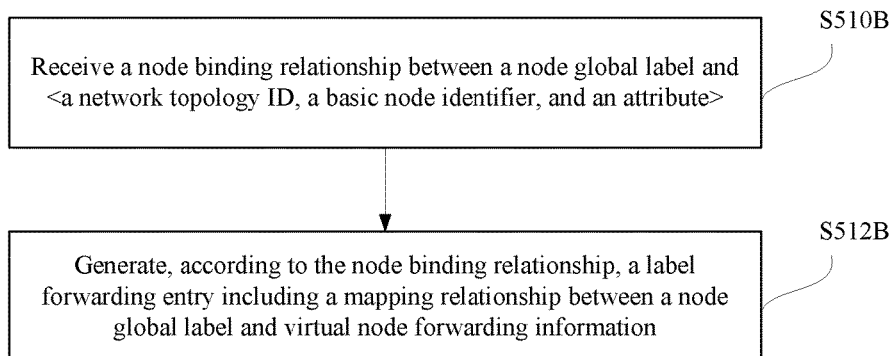 S510B
Receive a node binding relationship between a node global label and
<a network topology ID, a basic node identifier, and an attribute>
S512B
Generate, according to the node binding relationship, a label
forwarding entry including a mapping relationship between a node
global label and virtual node forwarding information